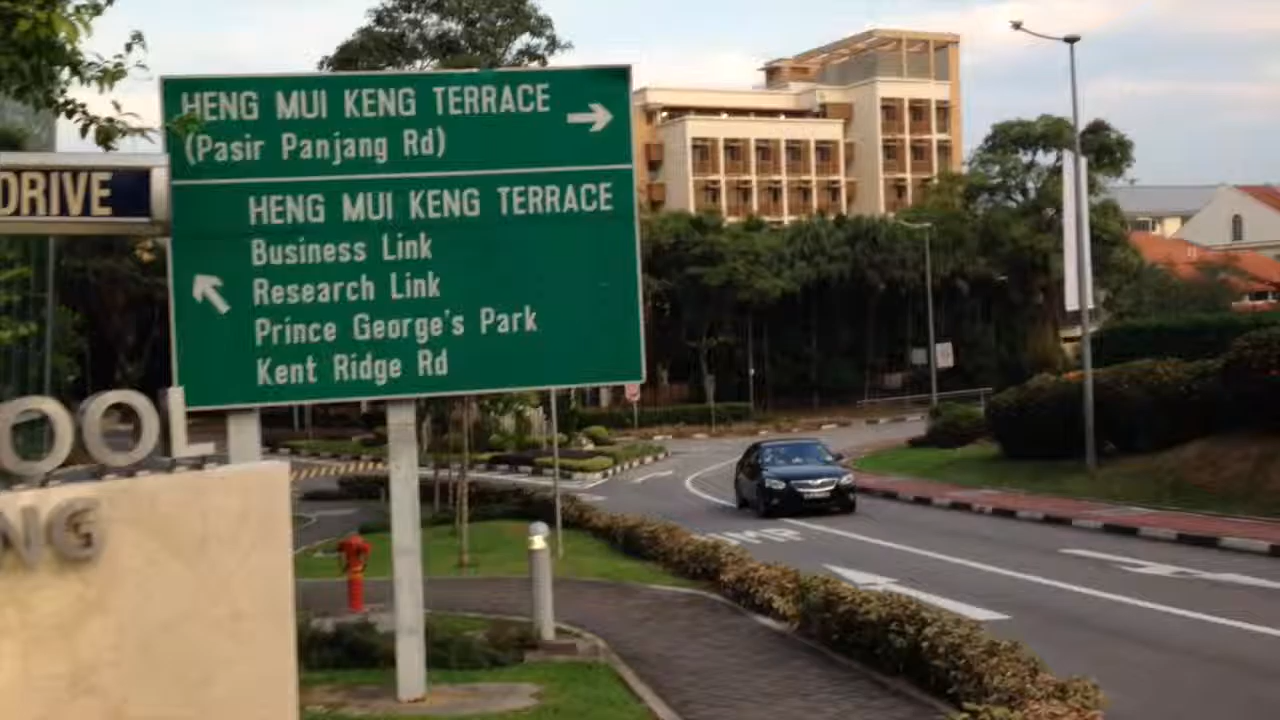 HENG MUI KENG TERRACE
(Pasir Panjang Rd)
HENG MUI KENG TERRACE
Business Link
Research Link
Prince George's Park
Kent Ridge Rd
DRIVE
OOL
NG